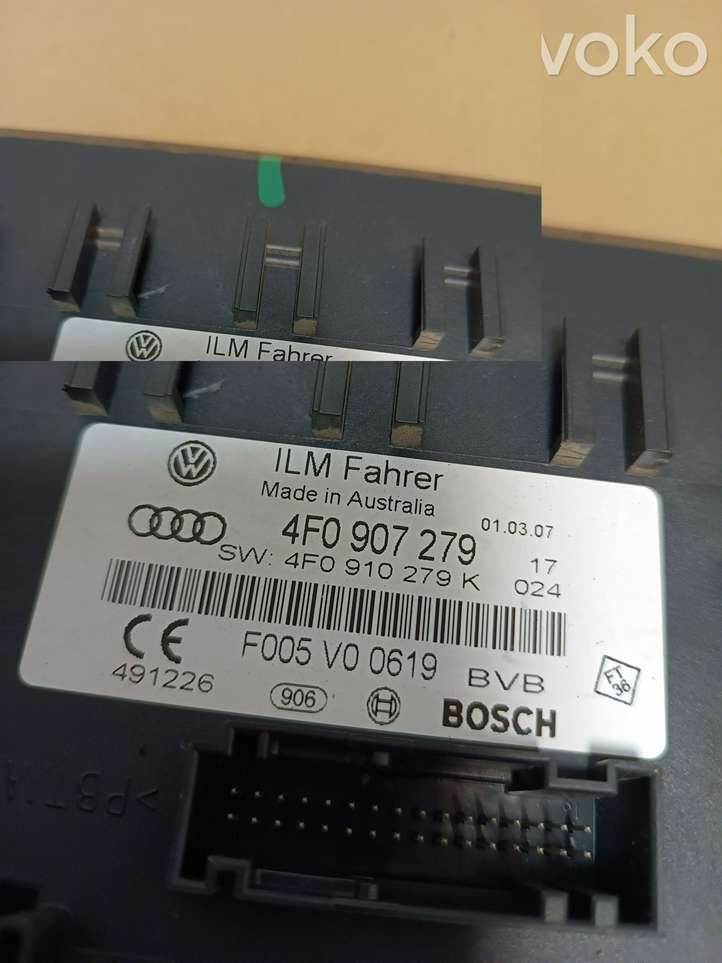 voko
ILM Fahrer
ILM Fahrer
Made in Australia
4F0 907 279
01.03.07
SW: 4F0 910 279 K
17
024
CE
F005 V0 0619
BVB
491226
906
BOSCH
FT
36
>PBT